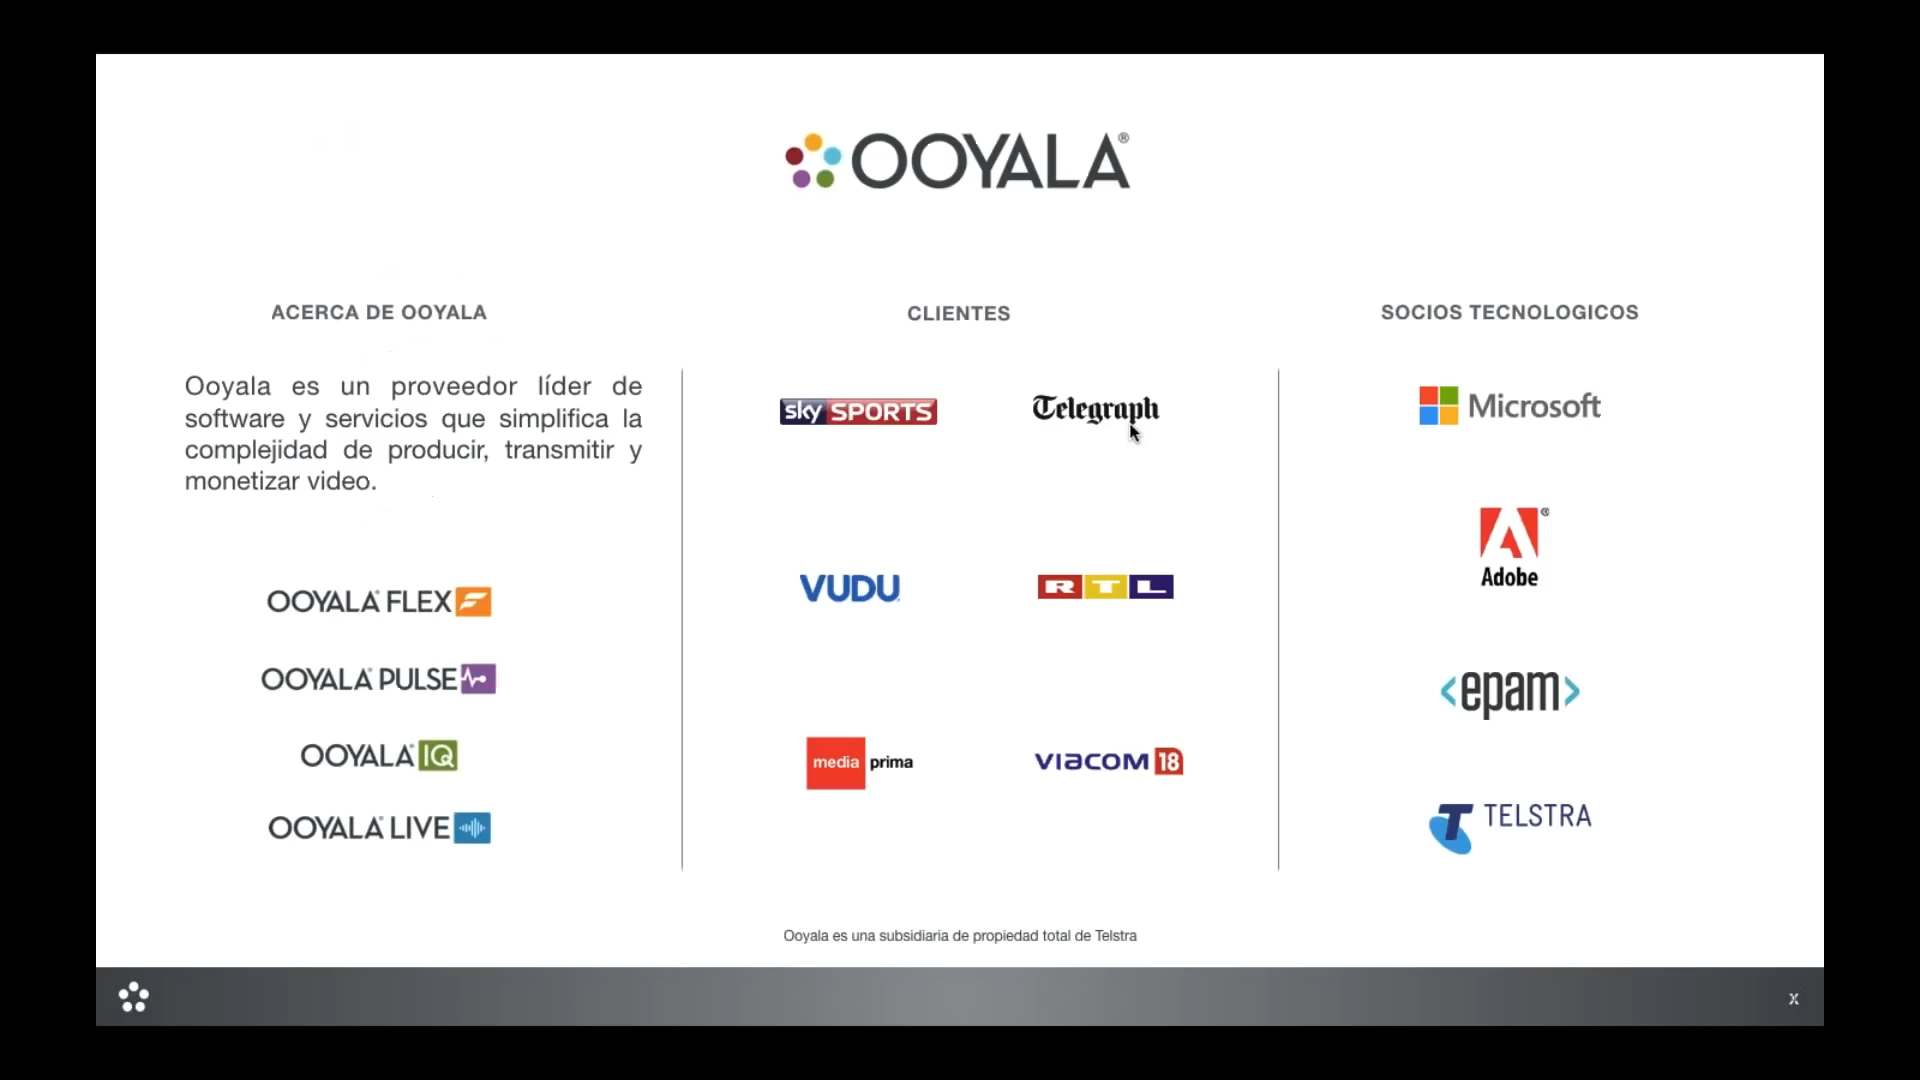 OOYALA®
ACERCA DE OOYALA
Ooyala es un proveedor líder de
software y servicios que simplifica la
complejidad de producir, transmitir y
monetizar video.
OOYALA® FLEX
OOYALA® PULSE
OOYALA® IQ
OOYALA® LIVE
CLIENTES
sky SPORTS
Telegraph
VUDU
RTL
media prima
VIACOM 18
SOCIOS TECNOLOGICOS
Microsoft
Adobe®
<epam>
TELSTRA
Ooyala es una subsidiaria de propiedad total de Telstra
X